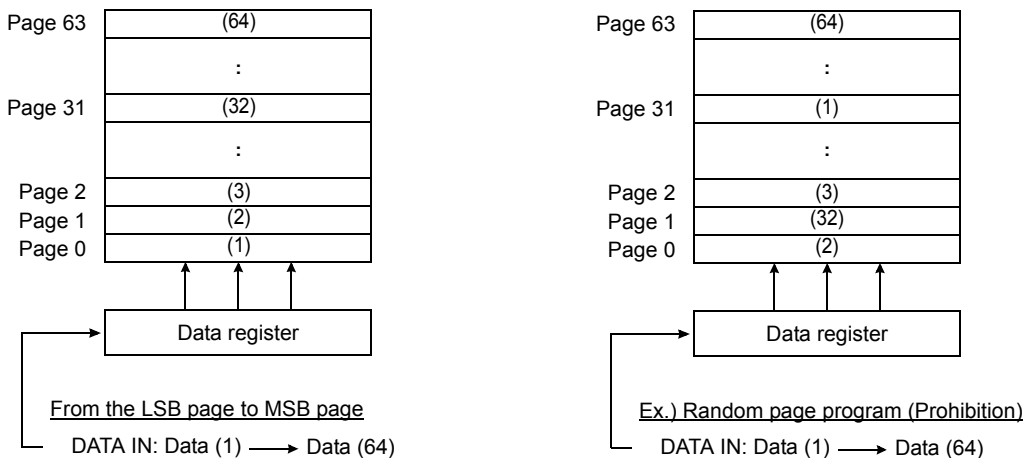 Page 63 (64)
:
Page 31 (32)
:
Page 2 (3)
Page 1 (2)
Page 0 (1)
Data register
From the LSB page to MSB page
DATA IN: Data (1) Data (64)
Page 63 (64)
:
Page 31 (1)
:
Page 2 (3)
Page 1 (32)
Page 0 (2)
Data register
Ex.) Random page program (Prohibition)
DATA IN: Data (1) Data (64)